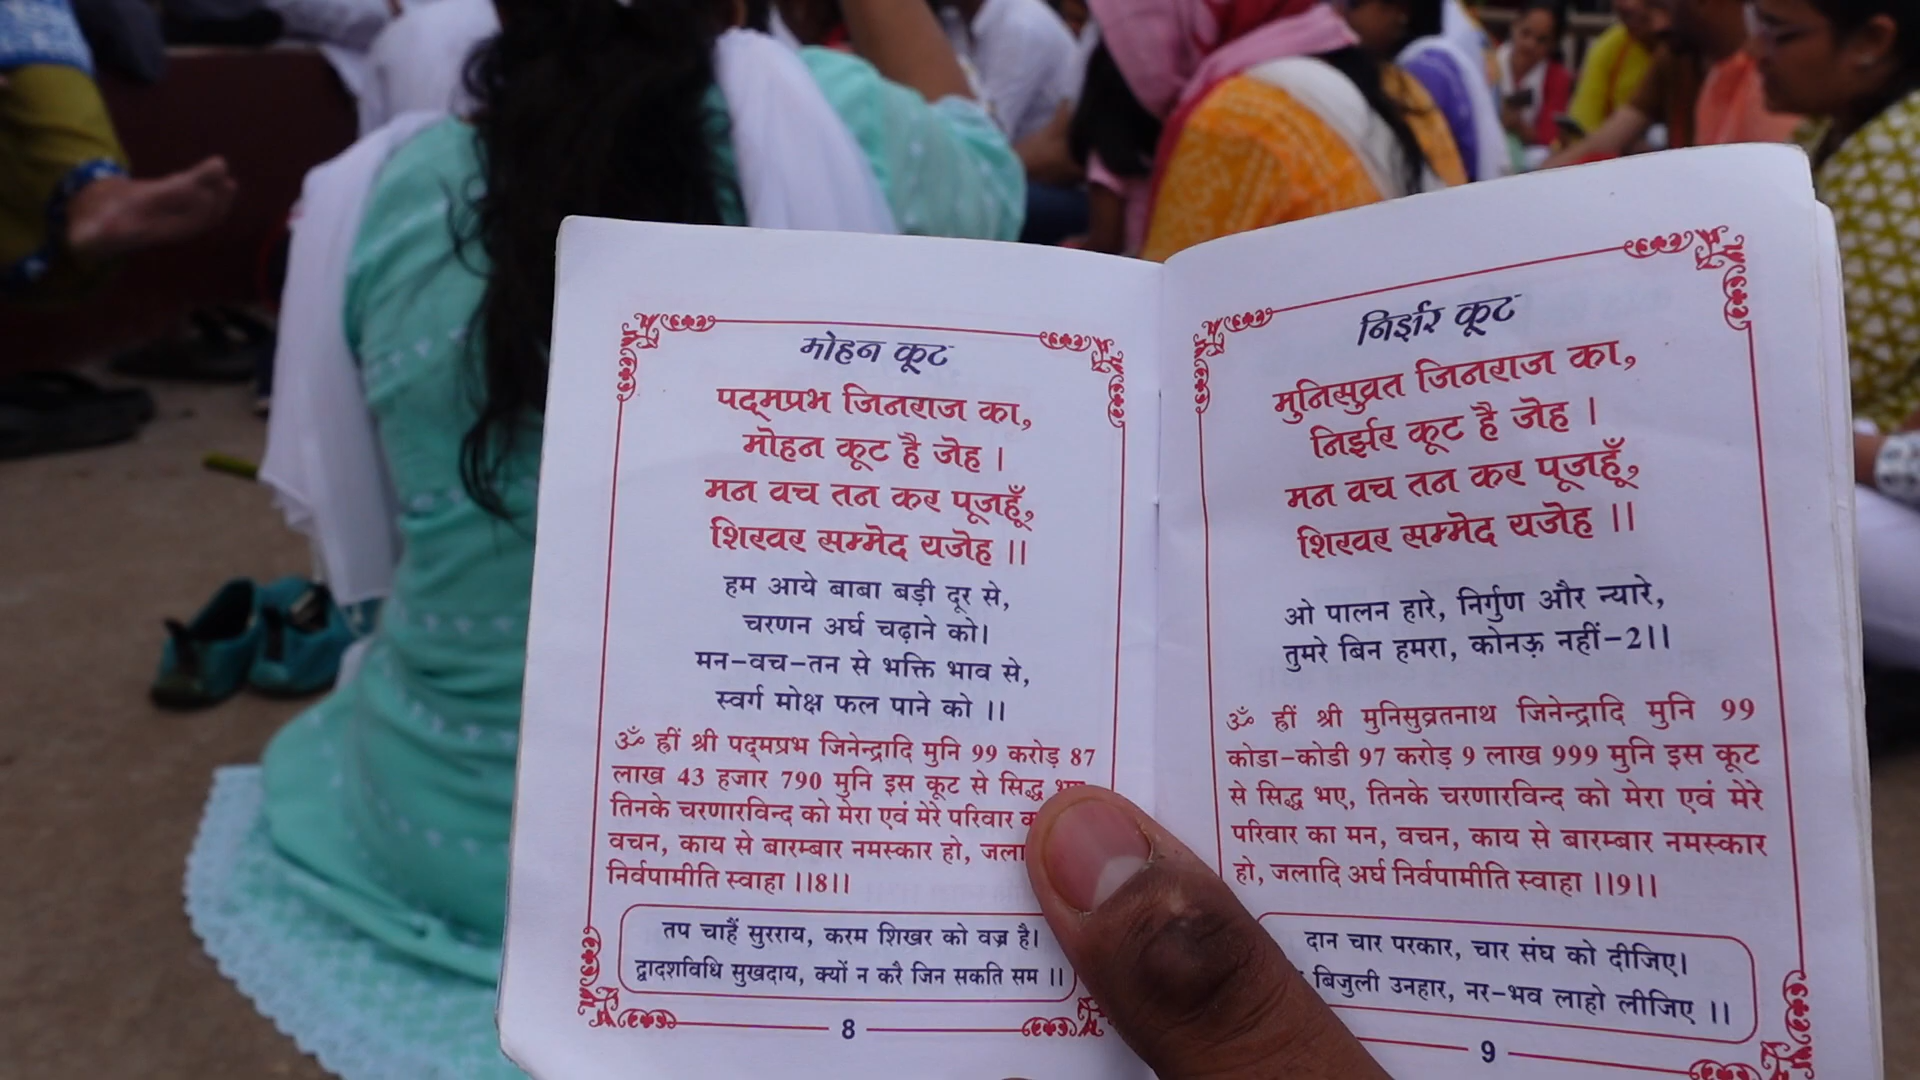 मोहन कूट
पद्मप्रभ जिनराज का,
मोहन कूट है जेह ।
मन वच तन कर पूजहूँ,
शिखर सम्मेद यजेह ।।
हम आये बाबा बड़ी दूर से,
चरणन अर्घ चढ़ाने को।
मन-वच-तन से भक्ति भाव से,
स्वर्ग मोक्ष फल पाने को ।।
ॐ ह्रीं श्री पद्मप्रभ जिनेन्द्रादि मुनि 99 करोड़ 87
लाख 43 हजार 790 मुनि इस कूट से सिद्ध
तिनके चरणारविन्द को मेरा एवं मेरे परिवार
वचन, काय से बारम्बार नमस्कार हो,
निर्वपामीति स्वाहा ।।8।।
तप चाहैं सुरराय, करम शिखर को वज्र है।
द्वादशविधि सुखदाय, क्यों न करै जिन सकति सम ।।
8
निर्झर कूट
मुनिसुव्रत जिनराज का,
निर्झर कूट है जेह ।
मन वच तन कर पूजहूँ,
शिखर सम्मेद यजेह ।।
ओ पालन हारे, निर्गुण और न्यारे,
तुमरे बिन हमरा, कोनऊ नहीं-2।।
ॐ ह्रीं श्री मुनिसुव्रतनाथ जिनेन्द्रादि मुनि 99
कोडा-कोडी 97 करोड़ 9 लाख 999 मुनि इस कूट
से सिद्ध भए, तिनके चरणारविन्द को मेरा एवं मेरे
परिवार का मन, वचन, काय से बारम्बार नमस्कार
हो, जलादि अर्घ निर्वपामीति स्वाहा ।।9।।
दान चार परकार, चार संघ को दीजिए।
बिजुली उनहार, नर-भव लाहो लीजिए ।।
9